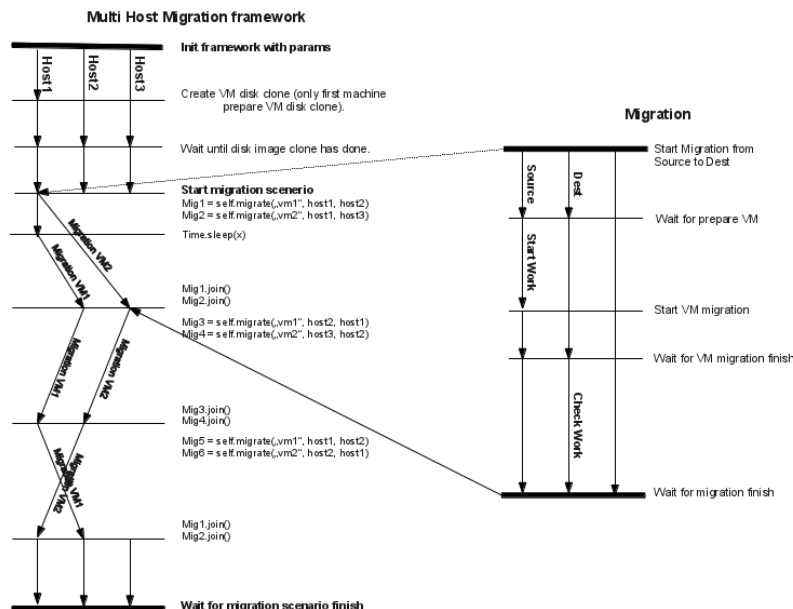 Multi Host Migration framework
Init framework with params
Host1
Host2
Host3
Create VM disk clone (only first machine
prepare VM disk clone).
Wait until disk image clone has done.
Start migration scenerio
Mig1 = self.migrate(„vm1", host1, host2)
Mig2 = self.migrate(„vm2", host1, host3)
Time.sleep(x)
Migration VM2
Migration VM1
Mig1.join()
Mig2.join()
Mig3 = self.migrate(„vm1", host2, host1)
Mig4 = self.migrate(„vm2", host3, host2)
Migration VM1
Migration VM2
Mig3.join()
Mig4.join()
Mig5 = self.migrate(„vm1", host1, host2)
Mig6 = self.migrate(„vm2", host2, host1)
Migration VM1
Migration VM2
Mig1.join()
Mig2.join()
Wait for migration scenario finish
Migration
Start Migration from
Source to Dest
Source
Dest
Wait for prepare VM
Start Work
Start VM migration
Wait for VM migration finish
Check Work
Wait for migration finish